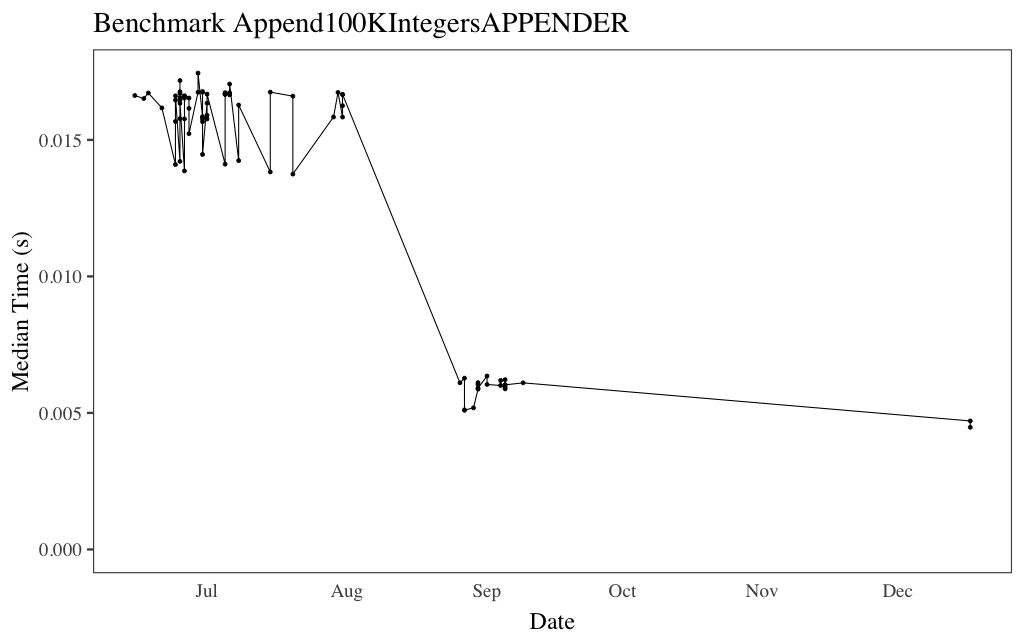 Benchmark Append100KIntegersAPPENDER
0.015
0.010
0.005
0.000
Median Time (s)
Jul Aug Sep Oct Nov Dec
Date